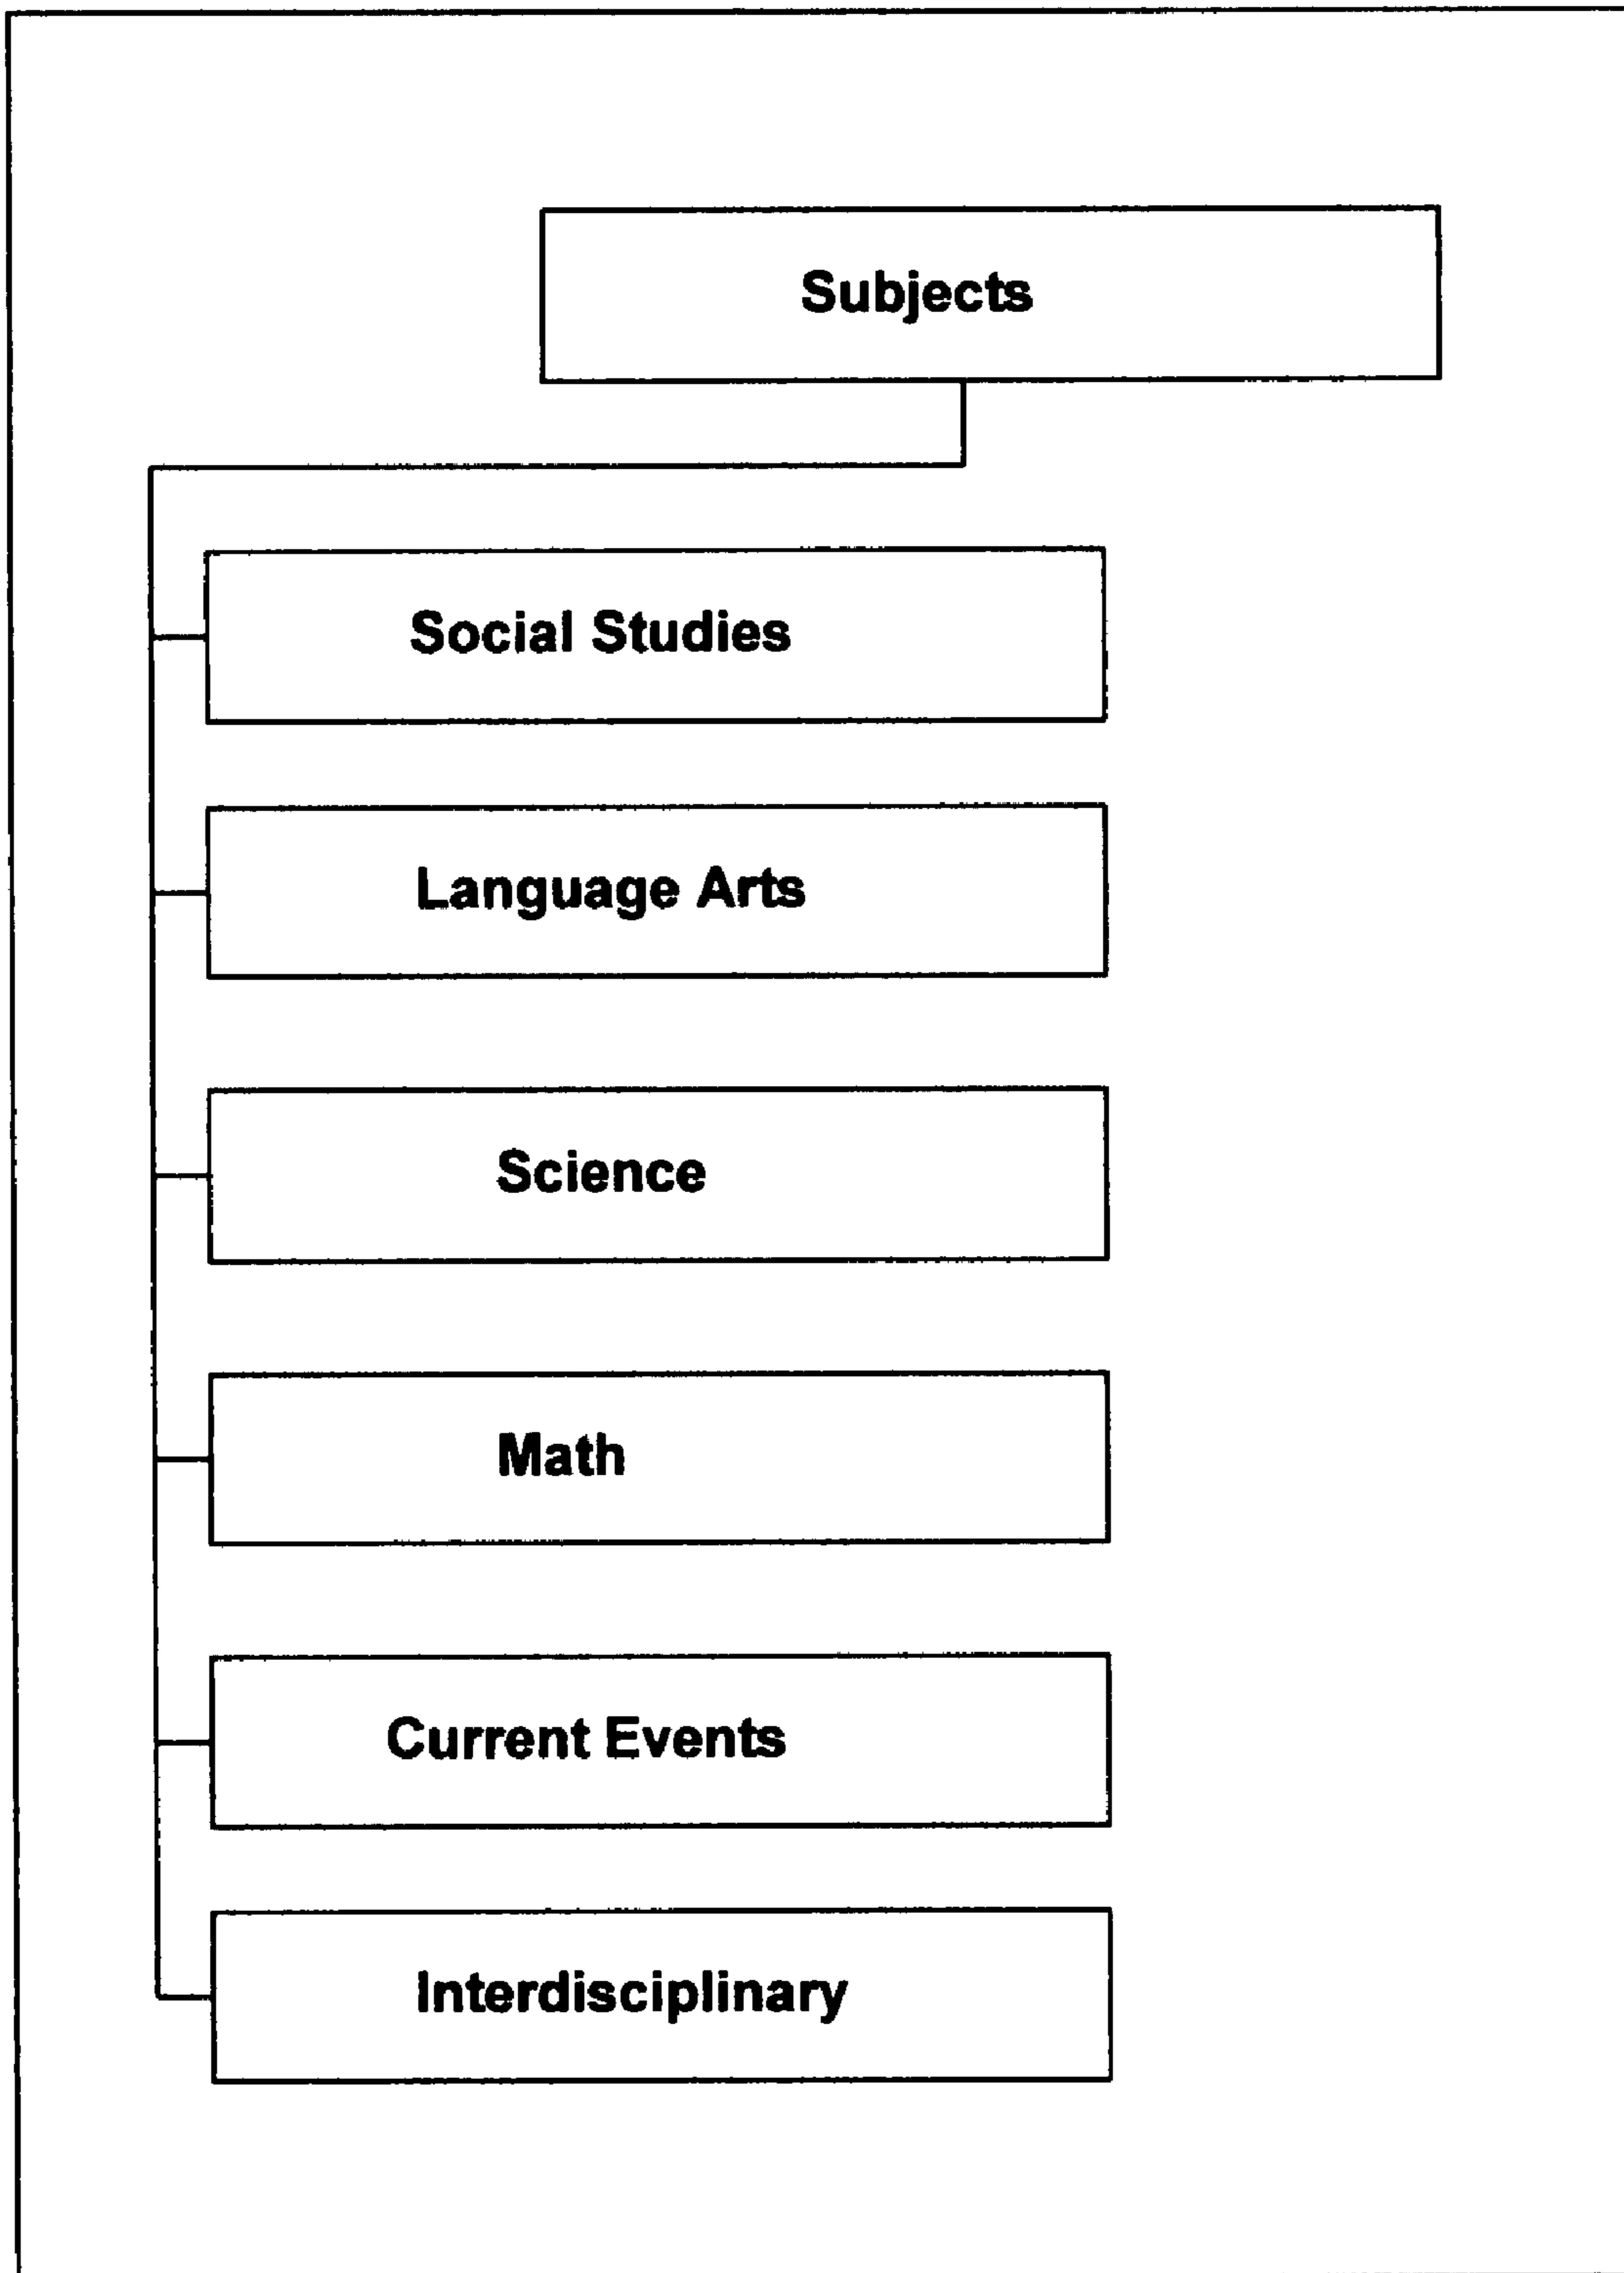 Subjects
Social Studies
Language Arts
Science
Math
Current Events
Interdisciplinary